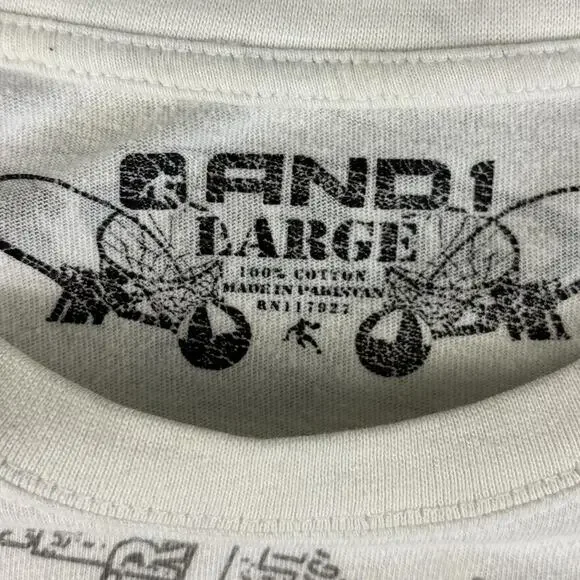 AND1
LARGE
100% COTTON
MADE IN PAKISTAN
RN117927